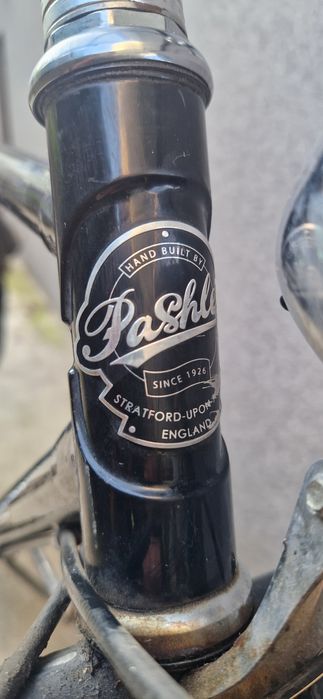 HAND BUILT BY
Pashle
SINCE 1926
STRATFORD-UPON-
ENGLAND